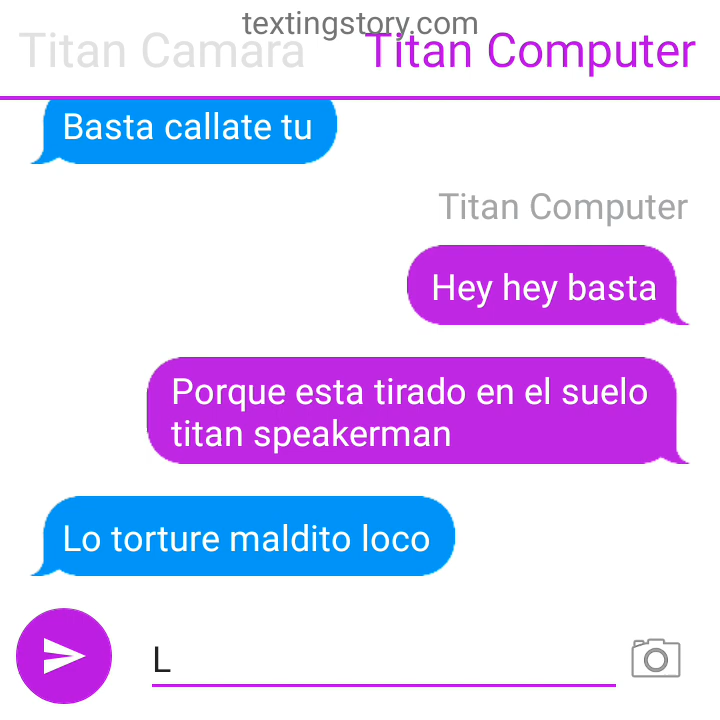 textingstory.com
Titan Camara
Titan Computer
Basta callate tu
Titan Computer
Hey hey basta
Porque esta tirado en el suelo
titan speakerman
Lo torture maldito loco
L